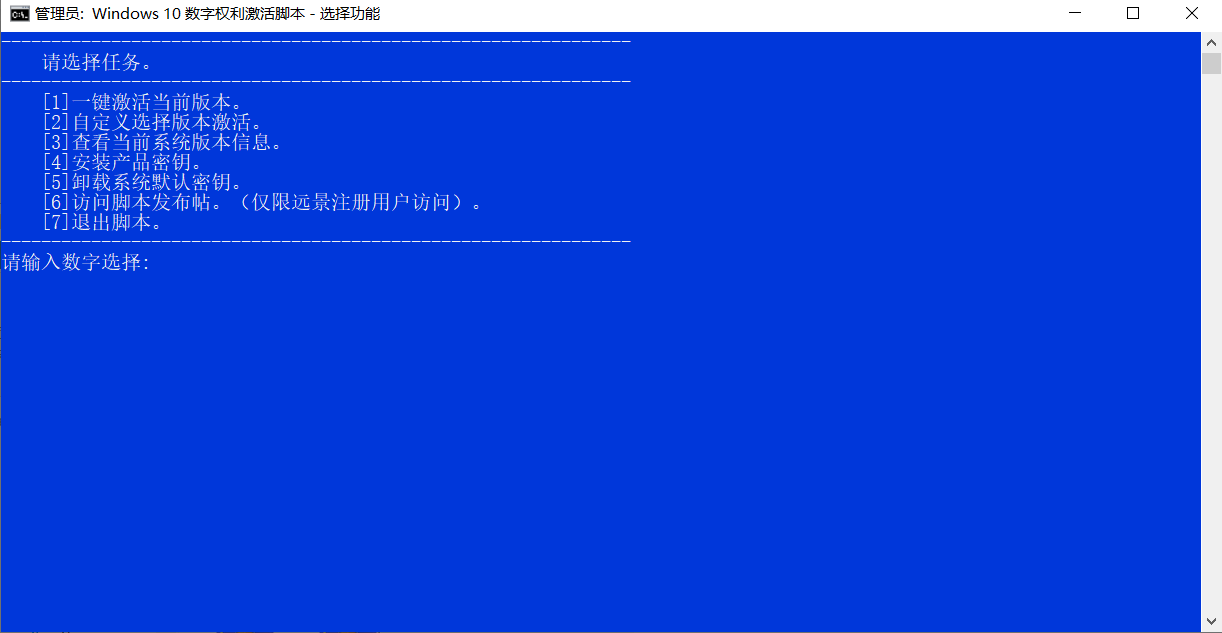 管理员: Windows 10 数字权利激活脚本 - 选择功能
---------------------------------------------------------------
请选择任务。
---------------------------------------------------------------
[1]一键激活当前版本。
[2]自定义选择版本激活。
[3]查看当前系统版本信息。
[4]安装产品密钥。
[5]卸载系统默认密钥。
[6]访问脚本发布帖。（仅限远景注册用户访问）。
[7]退出脚本。
---------------------------------------------------------------
请输入数字选择: